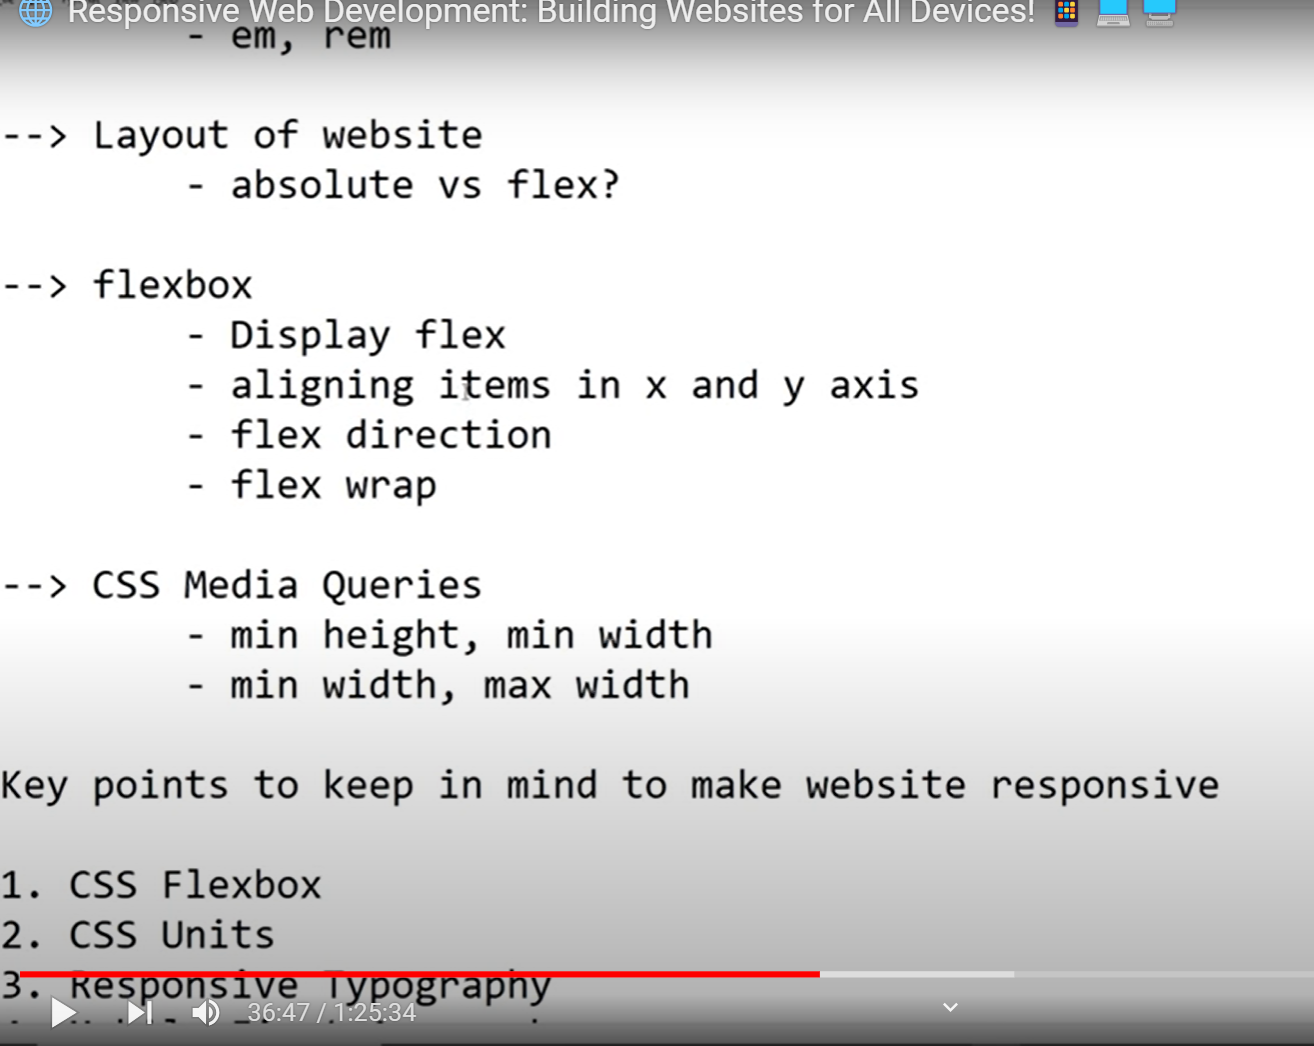 Responsive Web Development: Building Websites for All Devices!
- em, rem
--> Layout of website
- absolute vs flex?
--> flexbox
- Display flex
- aligning items in x and y axis
- flex direction
- flex wrap
--> CSS Media Queries
- min height, min width
- min width, max width
Key points to keep in mind to make website responsive
1. CSS Flexbox
2. CSS Units
3. Responsive Typography
36:47 / 1:25:34